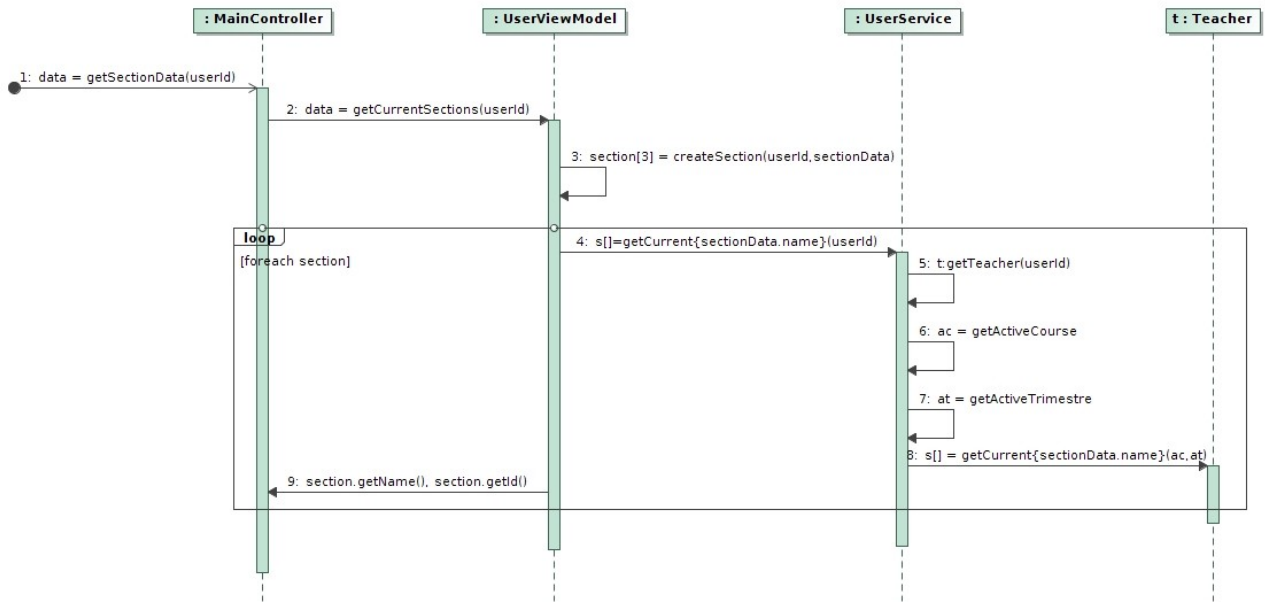 : MainController
: UserViewModel
: UserService
t : Teacher
1: data = getSectionData(userId)
2: data = getCurrentSections(userId)
3: section[3] = createSection(userId,sectionData)
loop
[foreach section]
4: s[]=getCurrent{sectionData.name}(userId)
5: t:getTeacher(userId)
6: ac = getActiveCourse
7: at = getActiveTrimestre
8: s[] = getCurrent{sectionData.name}(ac,at)
9: section.getName(), section.getId()